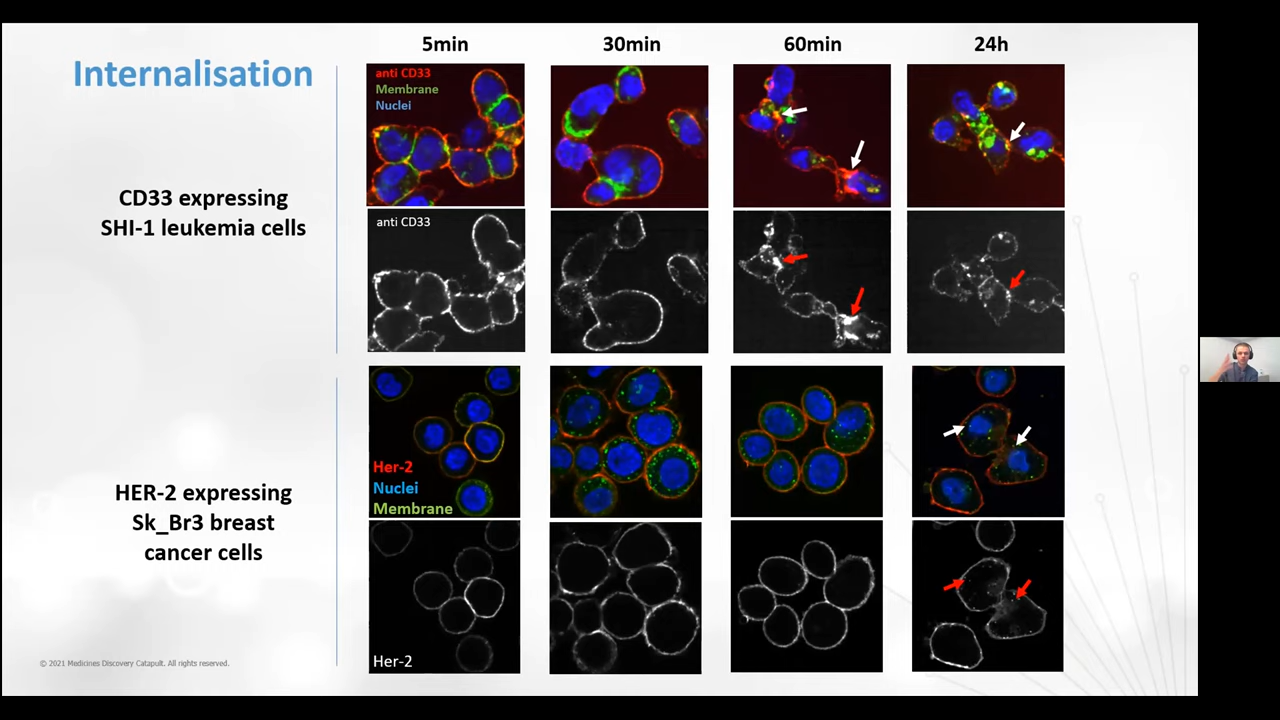 Internalisation
5min
30min
60min
24h
anti CD33
Membrane
Nuclei
CD33 expressing
SHI-1 leukemia cells
anti CD33
HER-2 expressing
Sk_Br3 breast
cancer cells
Her-2
Nuclei
Membrane
Her-2
© 2021 Medicines Discovery Catapult. All rights reserved.